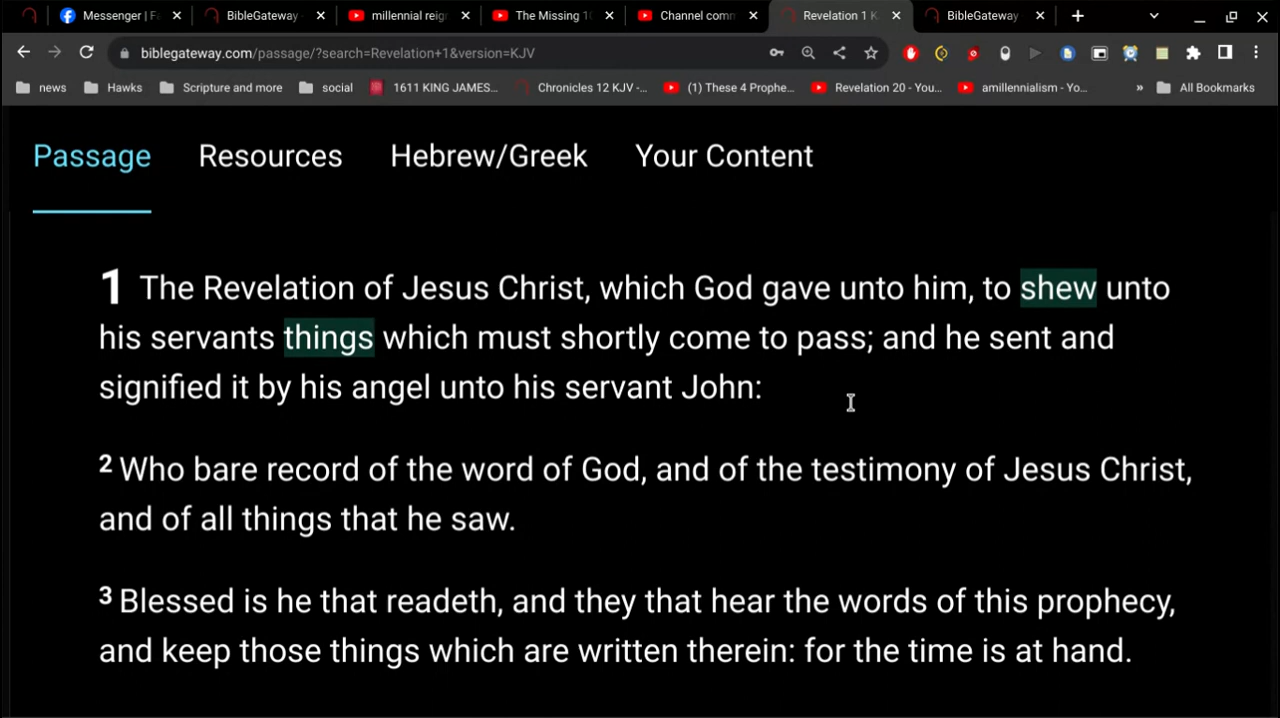 Messenger | Fa
BibleGateway -
millennial reign
The Missing 10
Channel comm
Revelation 1 K
BibleGateway
biblegateway.com/passage/?search=Revelation+1&version=KJV
news
Hawks
Scripture and more
social
1611 KING JAMES...
Chronicles 12 KJV -...
(1) These 4 Prophe...
Revelation 20 - You...
amillennialism - Yo...
»
All Bookmarks
Passage
Resources
Hebrew/Greek
Your Content
1 The Revelation of Jesus Christ, which God gave unto him, to shew unto
his servants things which must shortly come to pass; and he sent and
signified it by his angel unto his servant John:
2 Who bare record of the word of God, and of the testimony of Jesus Christ,
and of all things that he saw.
3 Blessed is he that readeth, and they that hear the words of this prophecy,
and keep those things which are written therein: for the time is at hand.